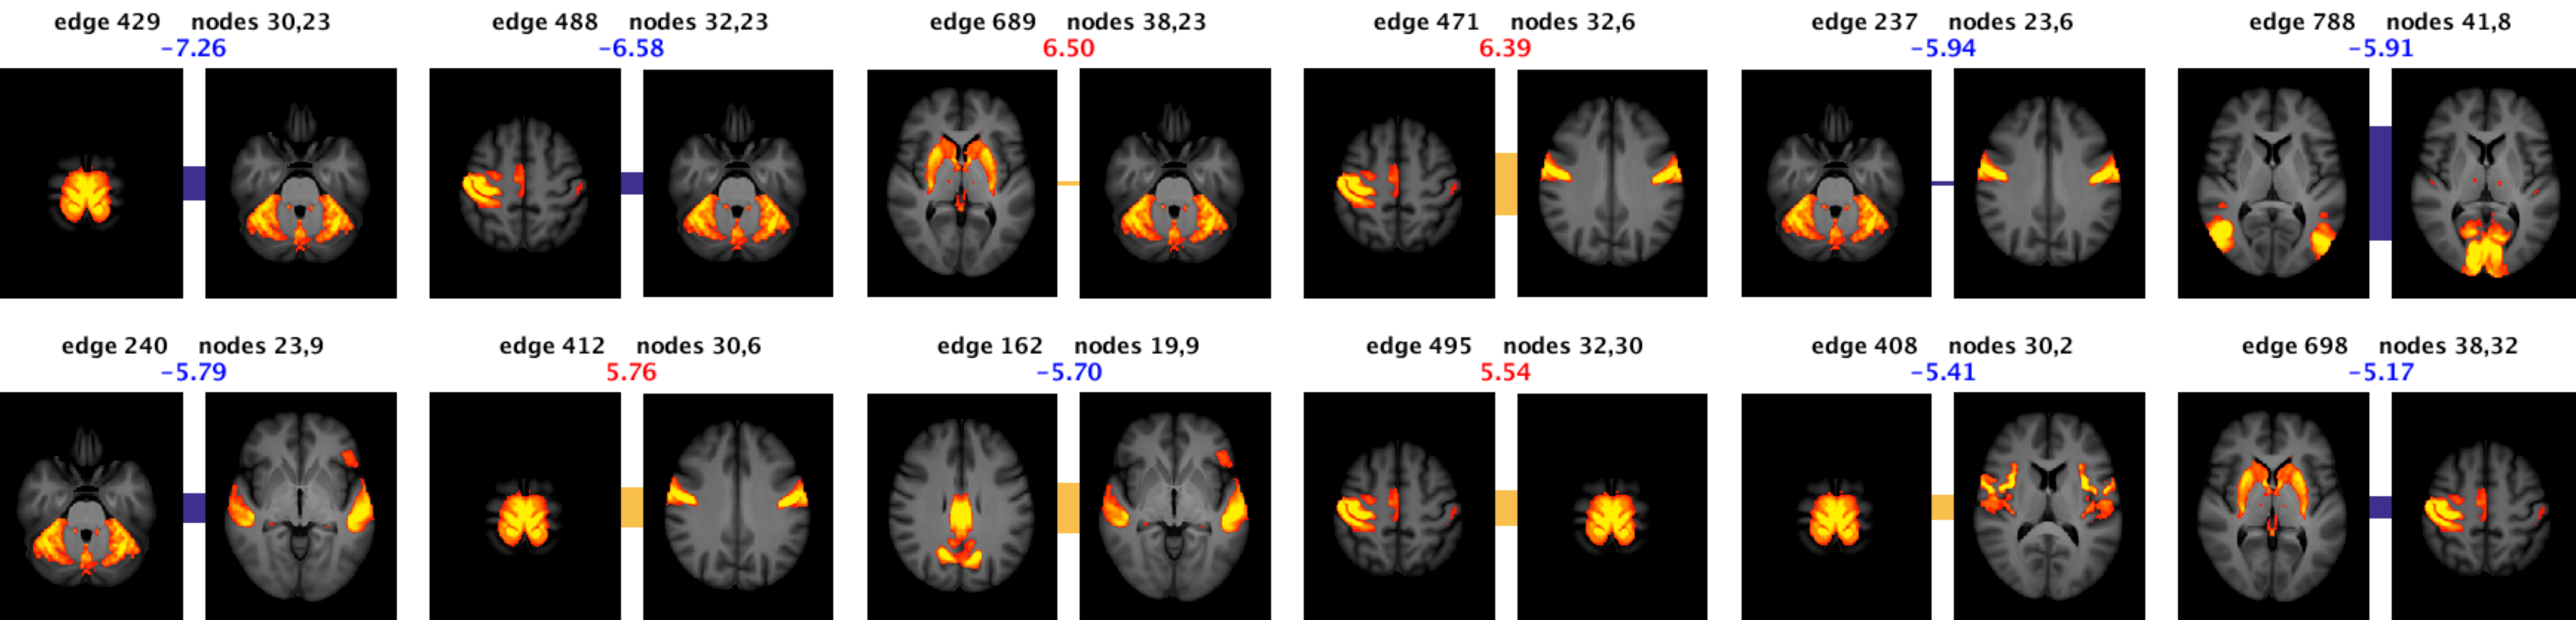 edge 429 nodes 30,23
−7.26
edge 488 nodes 32,23
−6.58
edge 689 nodes 38,23
6.50
edge 471 nodes 32,6
6.39
edge 237 nodes 23,6
−5.94
edge 788 nodes 41,8
−5.91
edge 240 nodes 23,9
−5.79
edge 412 nodes 30,6
5.76
edge 162 nodes 19,9
−5.70
edge 495 nodes 32,30
5.54
edge 408 nodes 30,2
−5.41
edge 698 nodes 38,32
−5.17